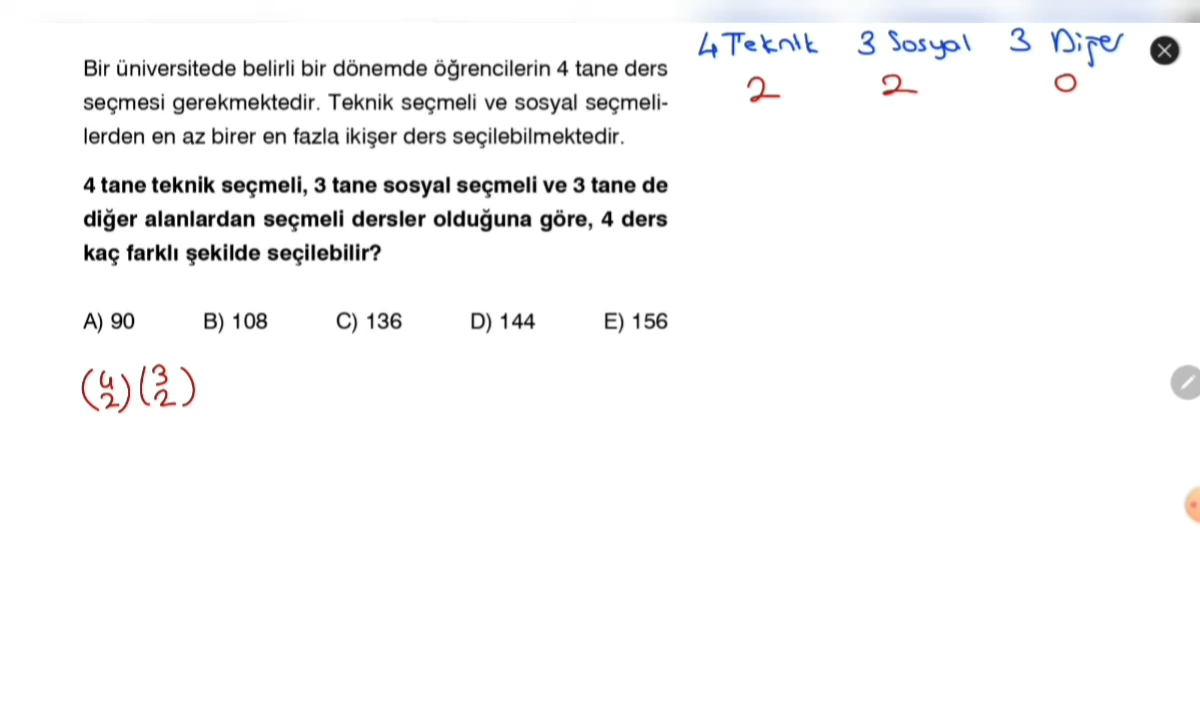 4 Teknik 3 Sosyal 3 Diğer
2 2 0
Bir üniversitede belirli bir dönemde öğrencilerin 4 tane ders
seçmesi gerekmektedir. Teknik seçmeli ve sosyal seçmeli-
lerden en az birer en fazla ikişer ders seçilebilmektedir.
4 tane teknik seçmeli, 3 tane sosyal seçmeli ve 3 tane de
diğer alanlardan seçmeli dersler olduğuna göre, 4 ders
kaç farklı şekilde seçilebilir?
A) 90 B) 108 C) 136 D) 144 E) 156
(4 2) (3 2)